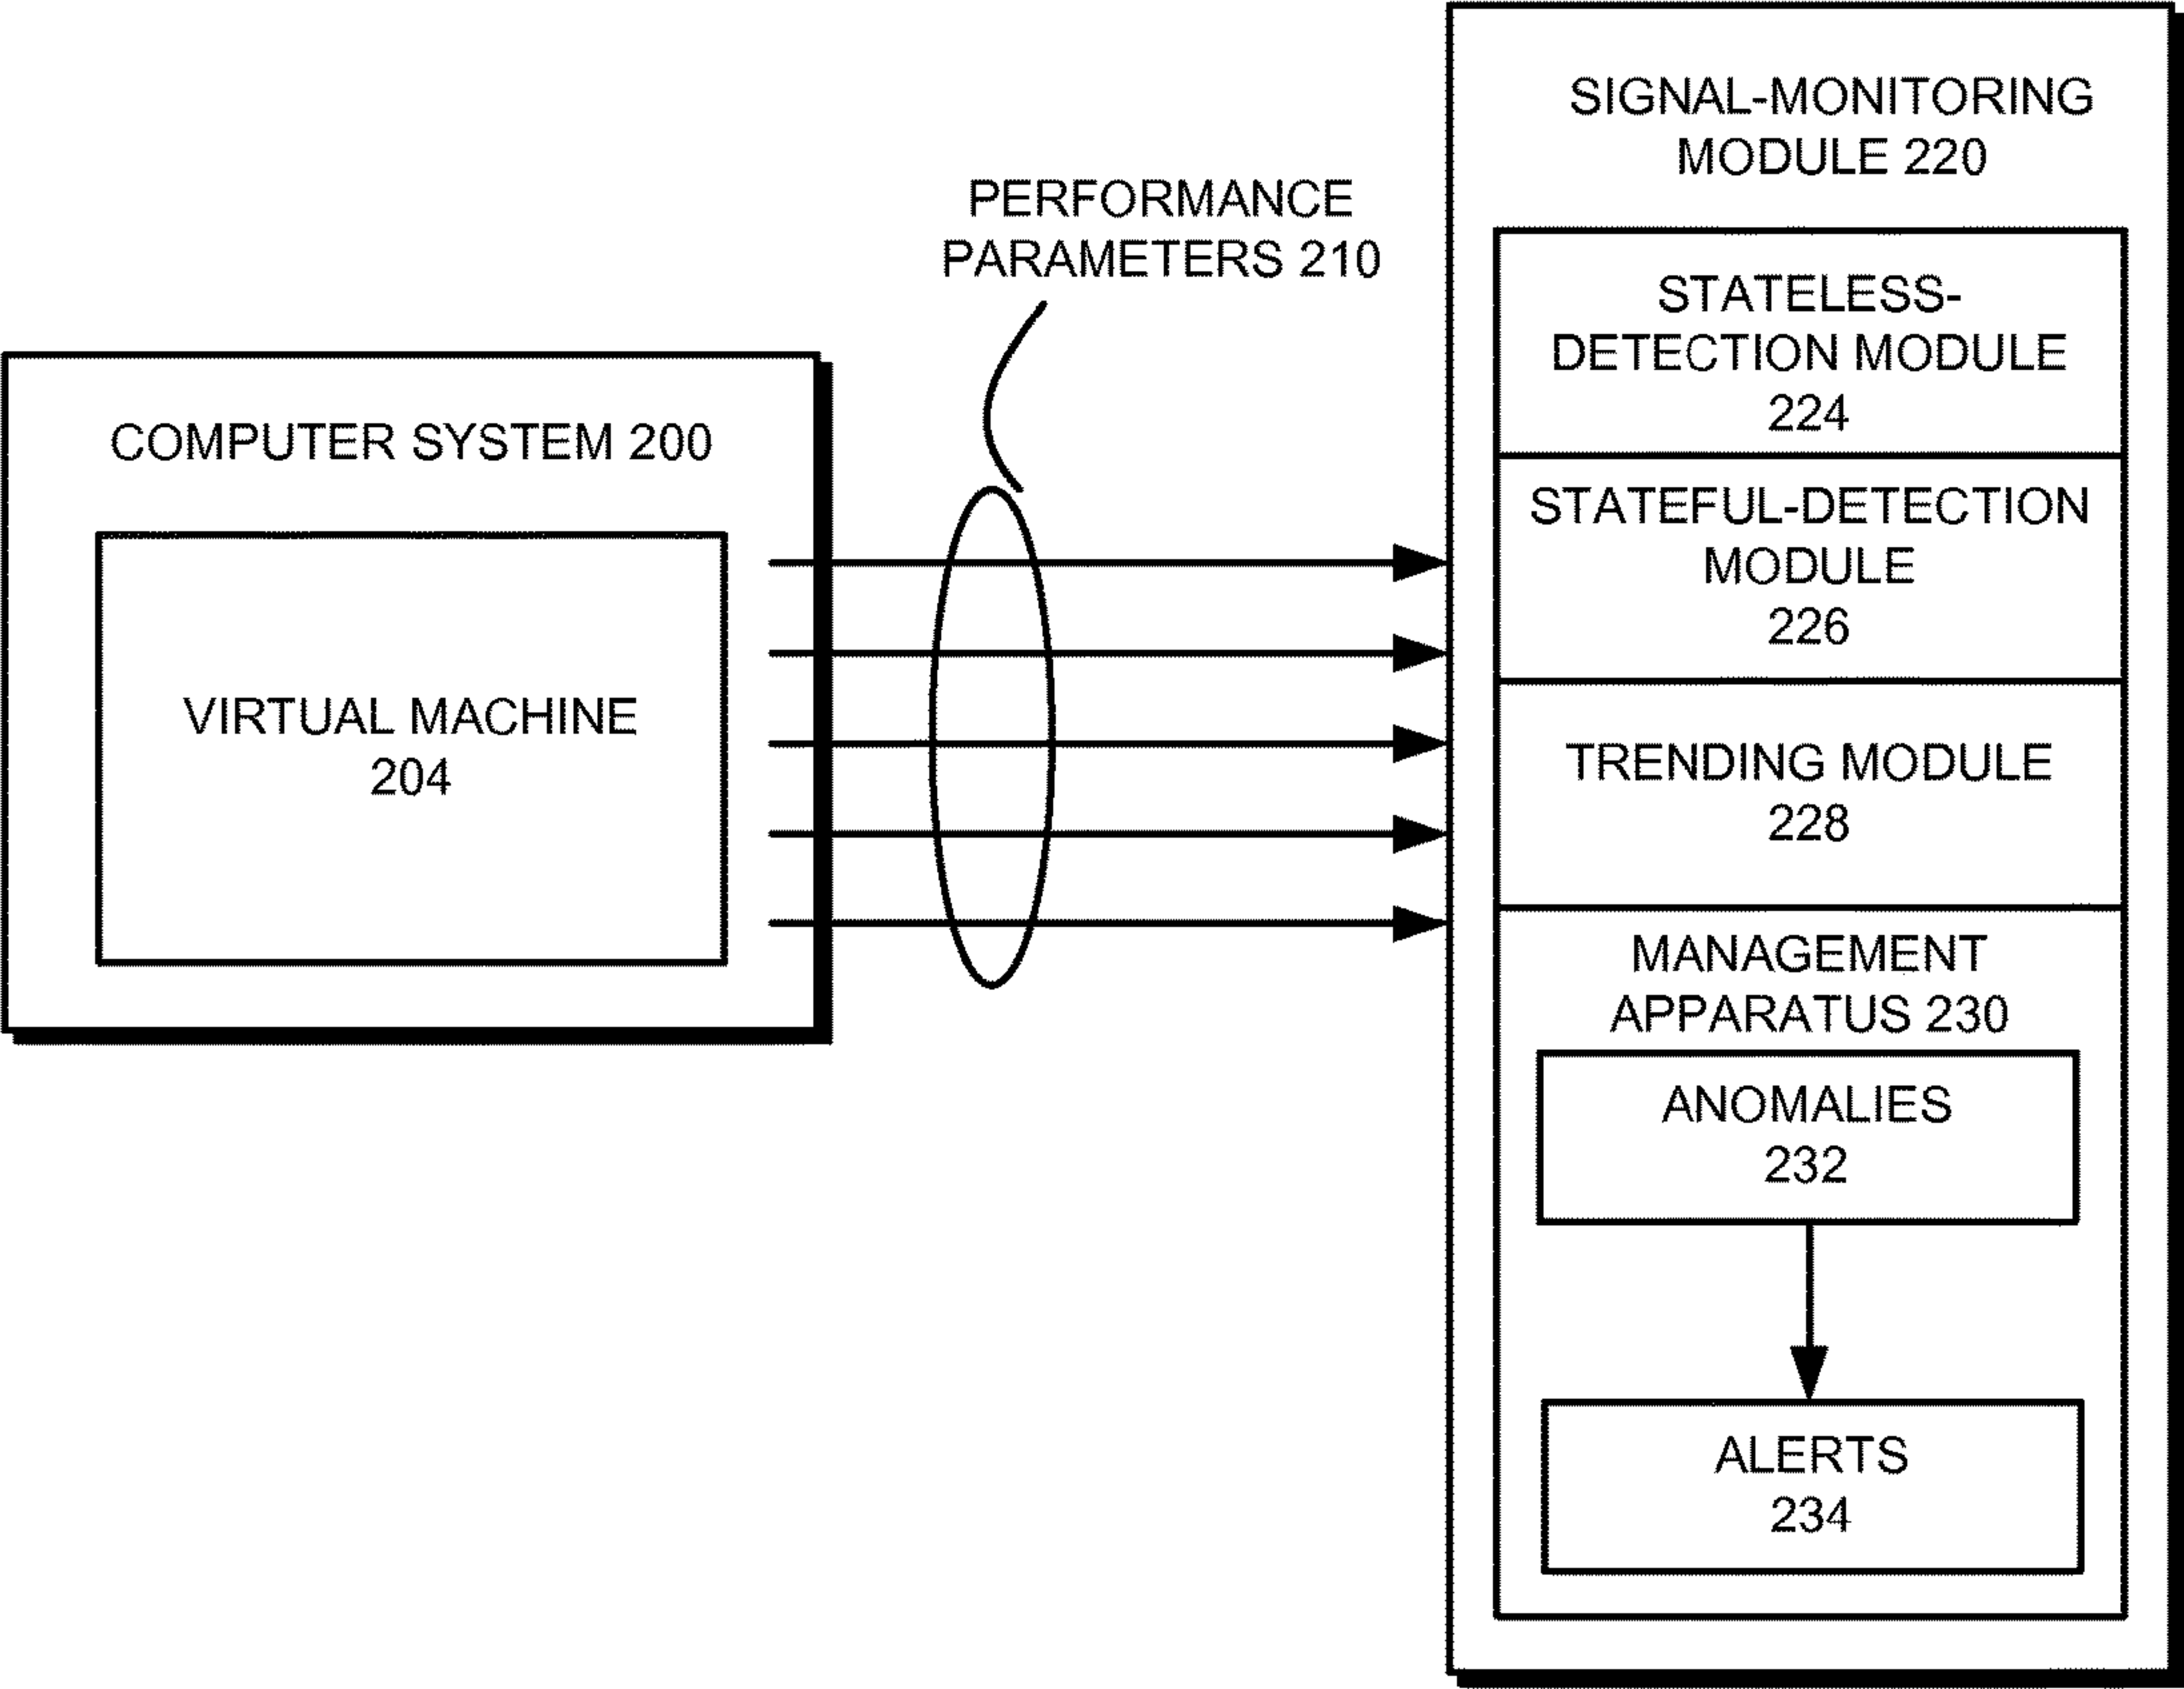 COMPUTER SYSTEM 200
VIRTUAL MACHINE
204
PERFORMANCE
PARAMETERS 210
SIGNAL-MONITORING
MODULE 220
STATELESS-
DETECTION MODULE
224
STATEFUL-DETECTION
MODULE
226
TRENDING MODULE
228
MANAGEMENT
APPARATUS 230
ANOMALIES
232
ALERTS
234